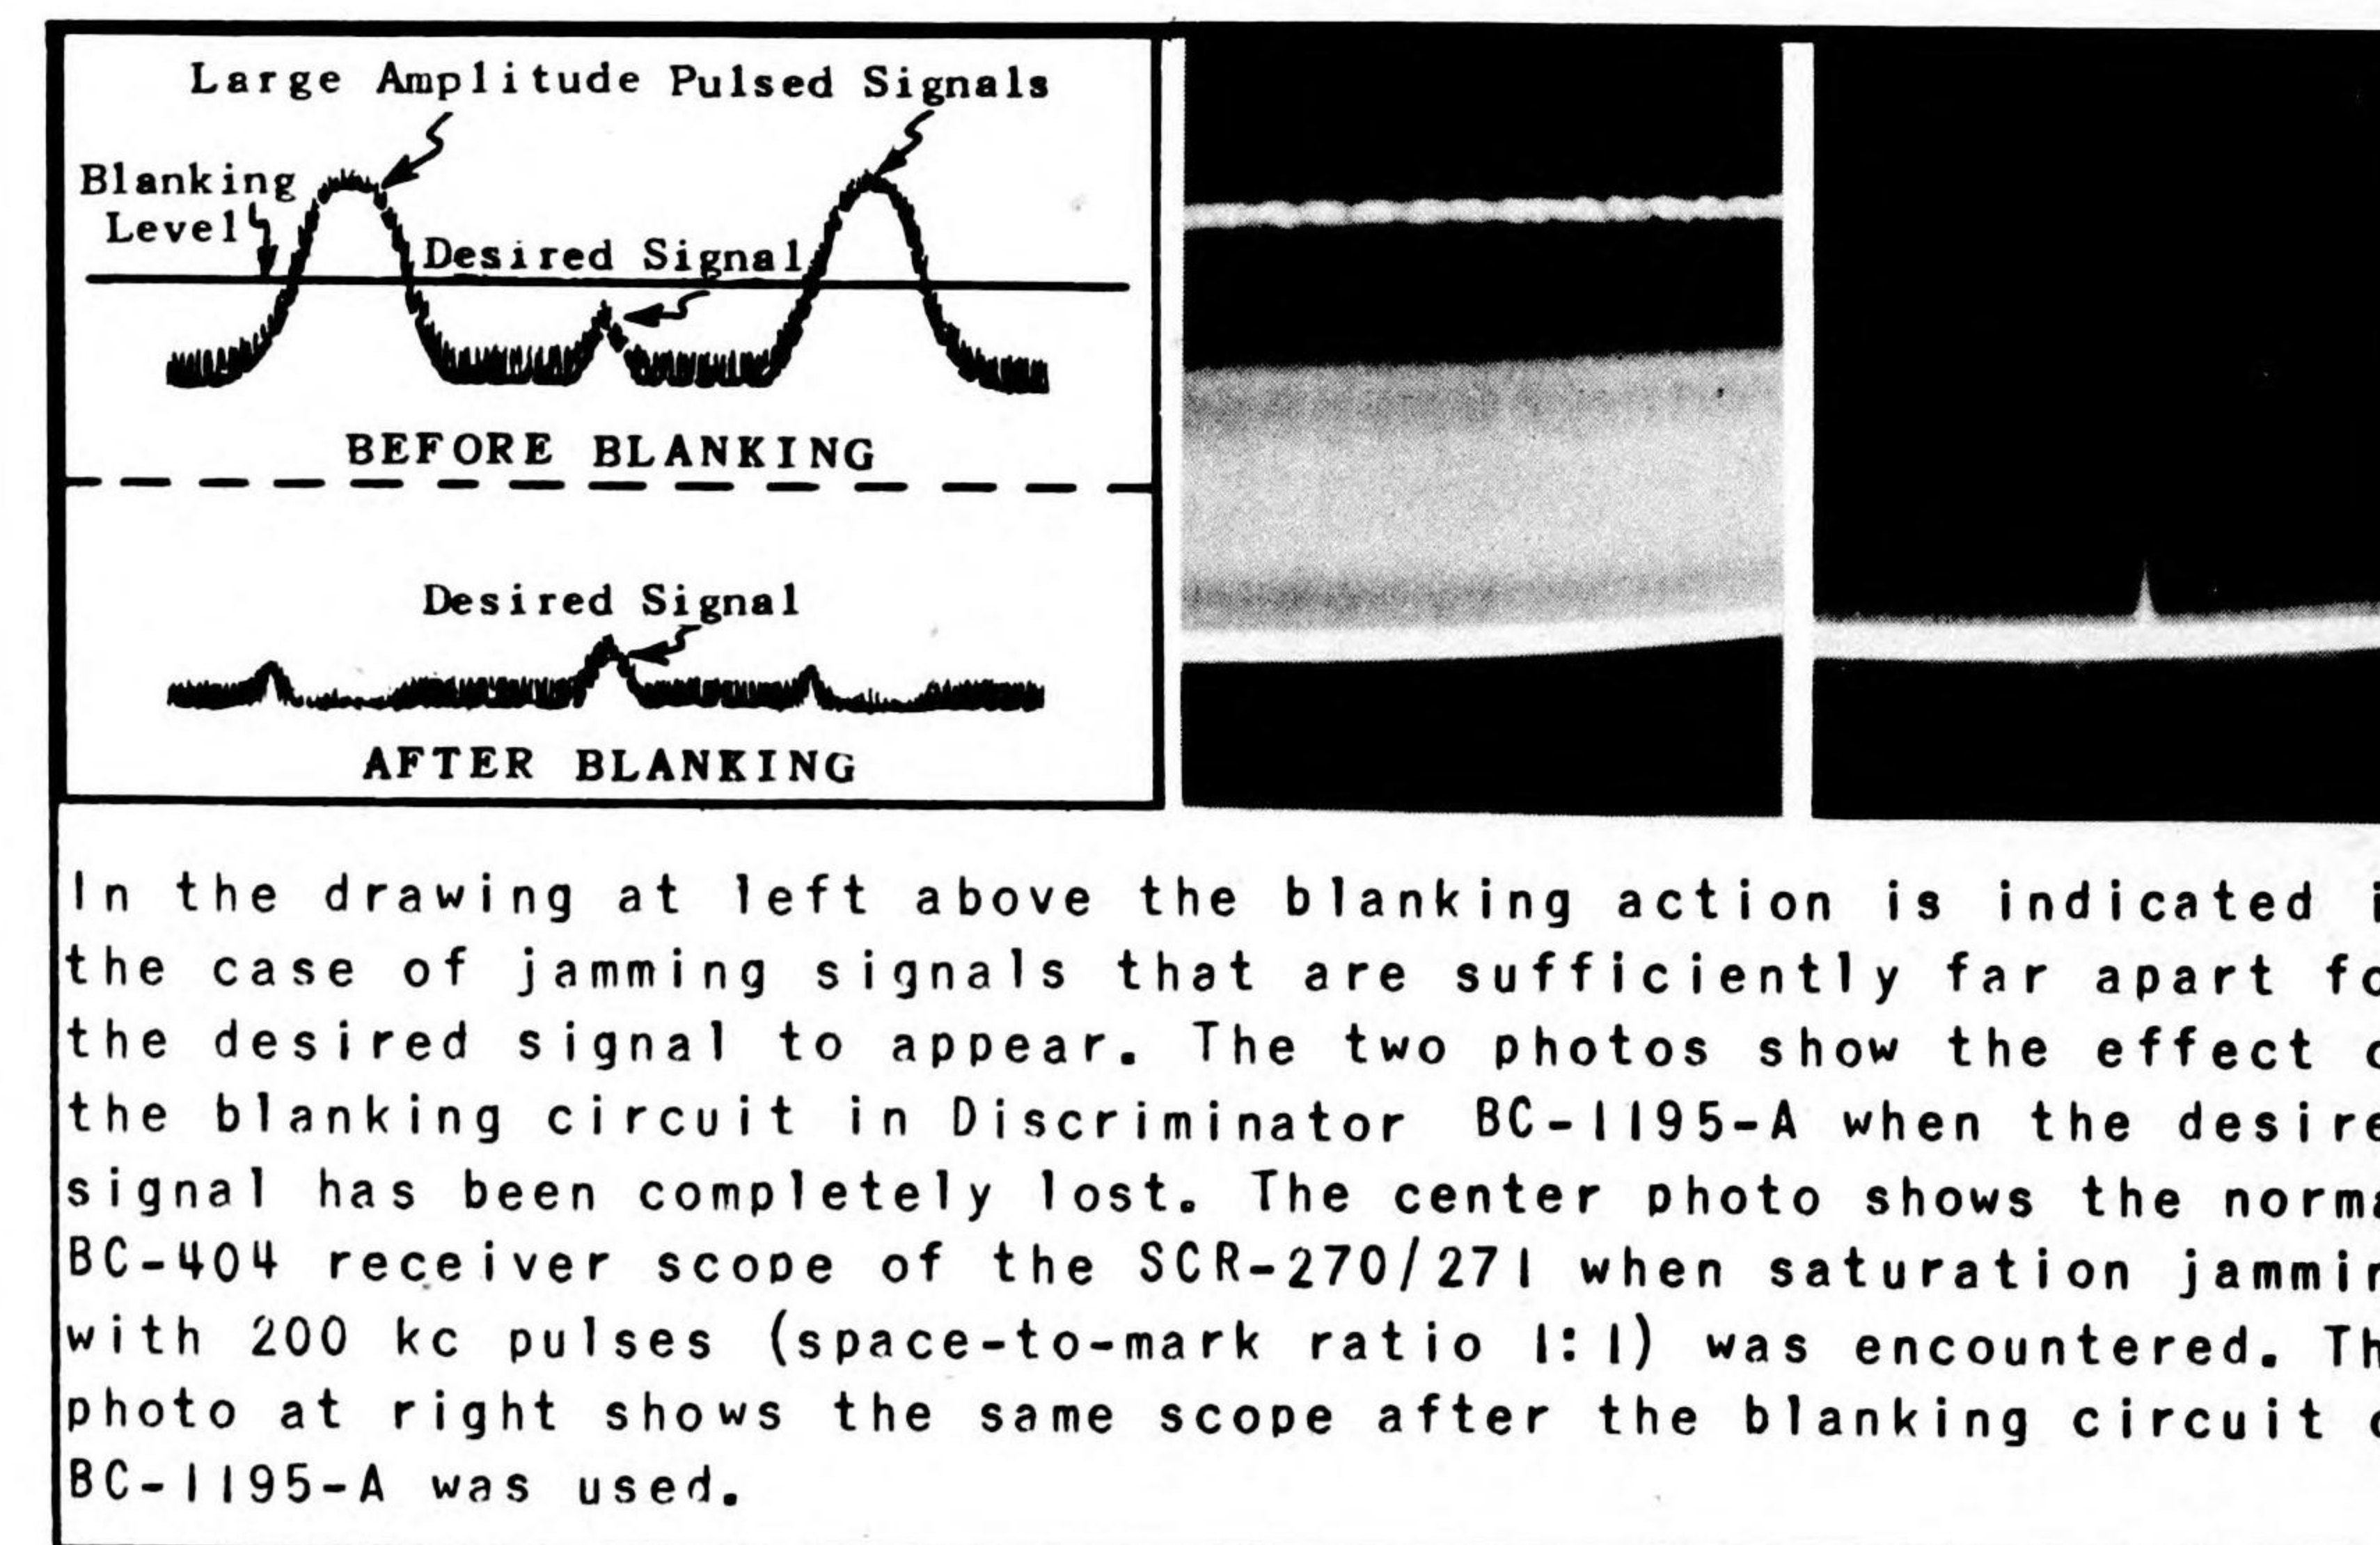 Large Amplitude Pulsed Signals
Blanking
Level
Desired Signal
BEFORE BLANKING
Desired Signal
AFTER BLANKING
In the drawing at left above the blanking action is indicated
the case of jamming signals that are sufficiently far apart
the desired signal to appear. The two photos show the effect
the blanking circuit in Discriminator BC-1195-A when the
signal has been completely lost. The center photo shows the
BC-404 receiver scope of the SCR-270/271 when saturation
with 200 kc pulses (space-to-mark ratio 1:1) was encountered.
photo at right shows the same scope after the blanking circuit
BC-1195-A was used.